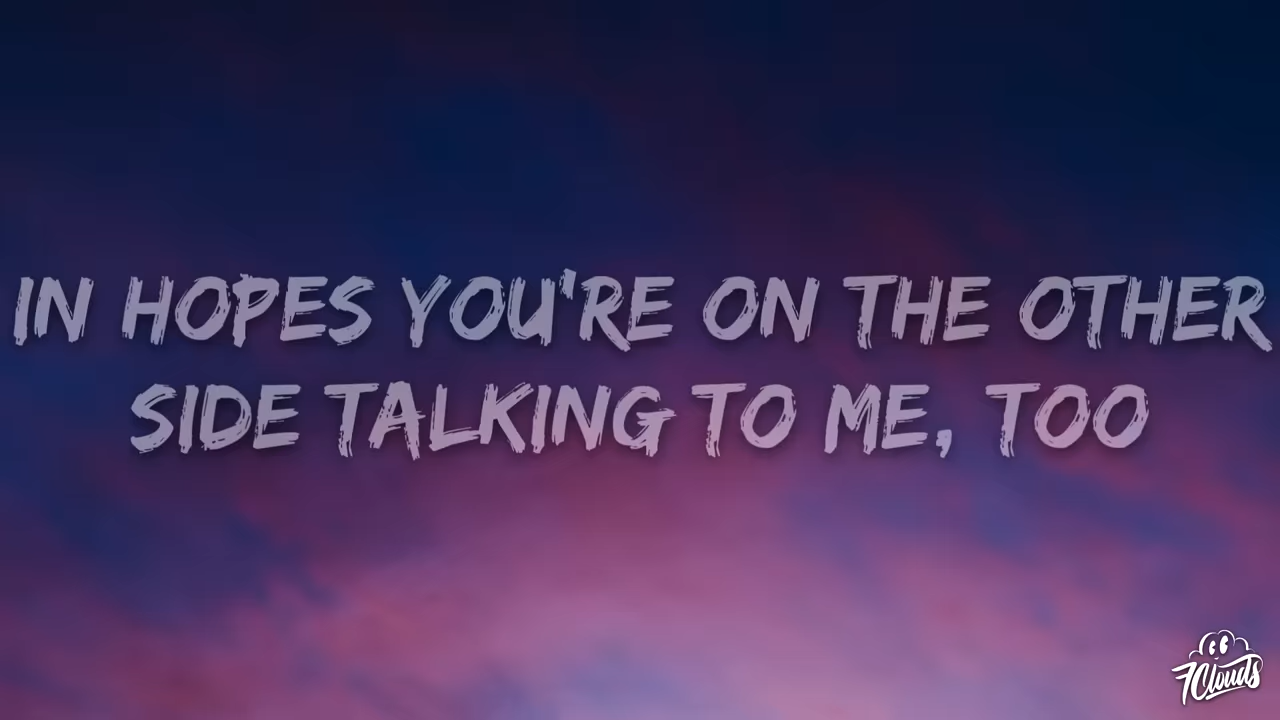 IN HOPES YOU'RE ON THE OTHER
SIDE TALKING TO ME, TOO
7Clouds